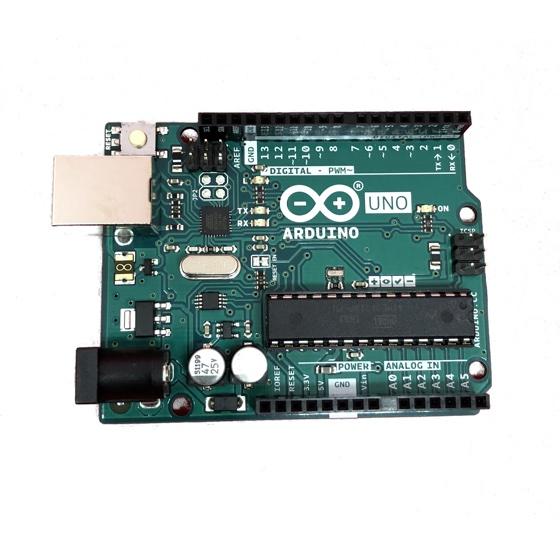 RESET
AREF
GND
13
12
~11
~10
~9
8
7
~6
~5
4
~3
2
TX→1
RX←0
DIGITAL - PWM~
TX
RX
®
UNO
ON
ARDUINO
ICSP
RESET EN
ARDUINO.CC
47
25V
POWER
ANALOG IN
IOREF
RESET
3.3V
5V
GND
Vin
A0
A1
A2
A3
A4
A5